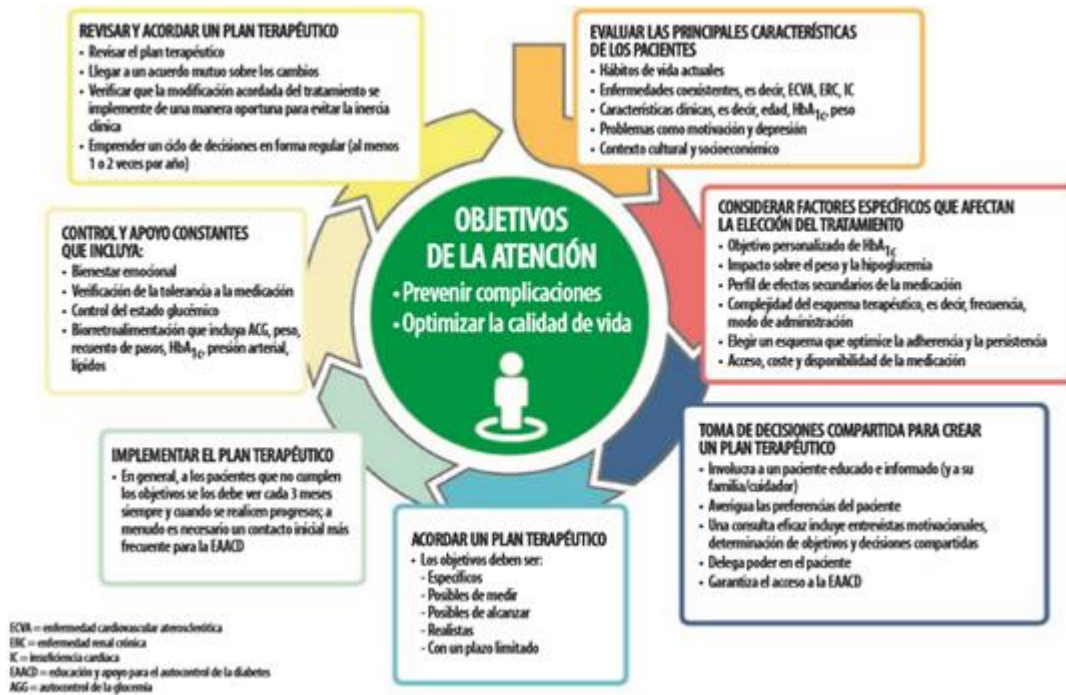 REVISAR Y ACORDAR UN PLAN TERAPÉUTICO
• Revisar el plan terapéutico
• Llegar a un acuerdo mutuo sobre los cambios
• Verificar que la modificación acordada del tratamiento se
implemente de una manera oportuna para evitar la inercia
clínica
• Emprender un ciclo de decisiones en forma regular (al menos
1 o 2 veces por año)
EVALUAR LAS PRINCIPALES CARACTERÍSTICAS
DE LOS PACIENTES
• Hábitos de vida actuales
• Enfermedades coexistentes, es decir, ECVA, ERC, IC
• Características clínicas, es decir, edad, HbA1c, peso
• Problemas como motivación y depresión
• Contexto cultural y socioeconómico
CONSIDERAR FACTORES ESPECÍFICOS QUE AFECTAN
LA ELECCIÓN DEL TRATAMIENTO
• Objetivo personalizado de HbA1c
• Impacto sobre el peso y la hipoglucemia
• Perfil de efectos secundarios de la medicación
• Complejidad del esquema terapéutico, es decir, frecuencia,
modo de administración
• Elegir un esquema que optimice la adherencia y la persistencia
• Acceso, coste y disponibilidad de la medicación
TOMA DE DECISIONES COMPARTIDA PARA CREAR
UN PLAN TERAPÉUTICO
• Involucra a un paciente educado e informado (y a su
familia/cuidador)
• Averigua las preferencias del paciente
• Una consulta eficaz incluye entrevistas motivacionales,
determinación de objetivos y decisiones compartidas
• Delega poder en el paciente
• Garantiza el acceso a la EAACD
ACORDAR UN PLAN TERAPÉUTICO
• Los objetivos deben ser:
- Específicos
- Posibles de medir
- Posibles de alcanzar
- Realistas
- Con un plazo limitado
IMPLEMENTAR EL PLAN TERAPÉUTICO
• En general, a los pacientes que no cumplen
los objetivos se los debe ver cada 3 meses
siempre y cuando se realicen progresos; a
menudo es necesario un contacto inicial más
frecuente para la EAACD
CONTROL Y APOYO CONSTANTES
QUE INCLUYA:
• Bienestar emocional
• Verificación de la tolerancia a la medicación
• Control del estado glucémico
• Biorretroalimentación que incluya ACG, peso,
recuento de pasos, HbA1c, presión arterial,
lípidos
OBJETIVOS
DE LA ATENCIÓN
• Prevenir complicaciones
• Optimizar la calidad de vida
ECVA = enfermedad cardiovascular aterosclerótica
ERC = enfermedad renal crónica
IC = insuficiencia cardíaca
EAACD = educación y apoyo para el autocontrol de la diabetes
AGG = autocontrol de la glucemia